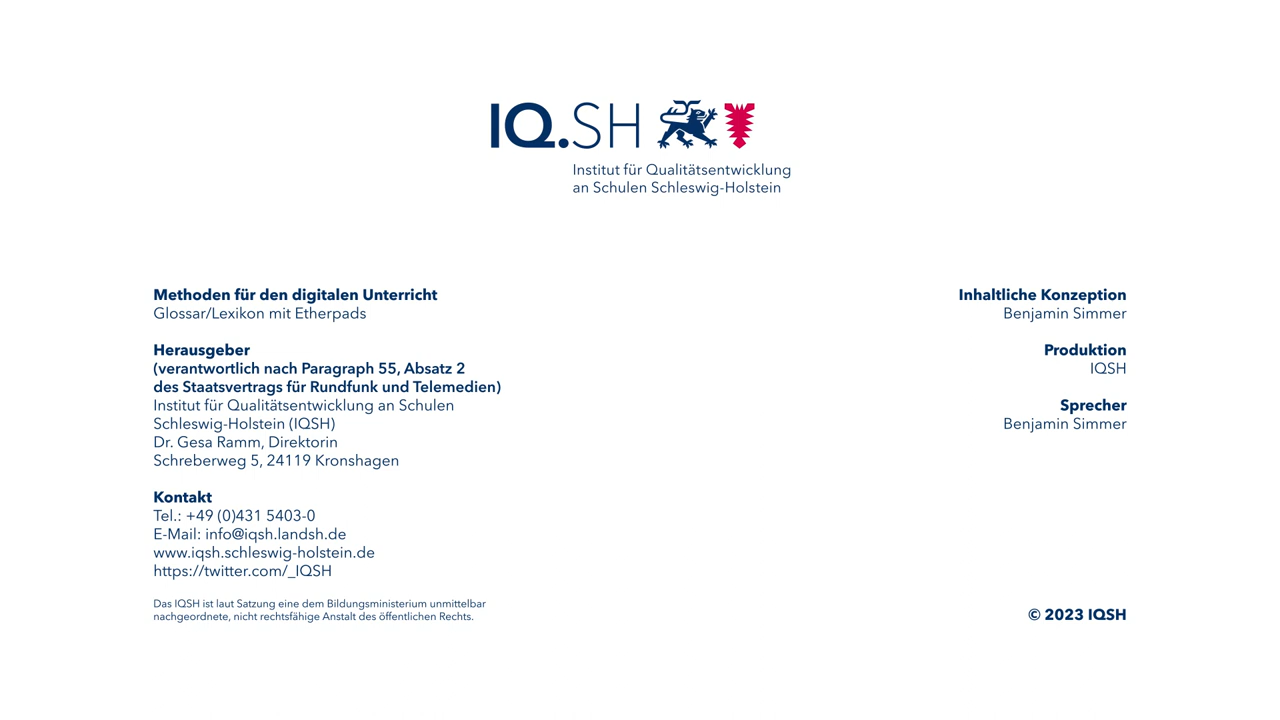 IQ.SH
Institut für Qualitätsentwicklung
an Schulen Schleswig-Holstein
Methoden für den digitalen Unterricht
Glossar/Lexikon mit Etherpads
Herausgeber
(verantwortlich nach Paragraph 55, Absatz 2
des Staatsvertrags für Rundfunk und Telemedien)
Institut für Qualitätsentwicklung an Schulen
Schleswig-Holstein (IQSH)
Dr. Gesa Ramm, Direktorin
Schreberweg 5, 24119 Kronshagen
Kontakt
Tel.: +49 (0)431 5403-0
E-Mail: info@iqsh.landsh.de
www.iqsh.schleswig-holstein.de
https://twitter.com/_IQSH
Das IQSH ist laut Satzung eine dem Bildungsministerium unmittelbar
nachgeordnete, nicht rechtsfähige Anstalt des öffentlichen Rechts.
Inhaltliche Konzeption
Benjamin Simmer
Produktion
IQSH
Sprecher
Benjamin Simmer
© 2023 IQSH